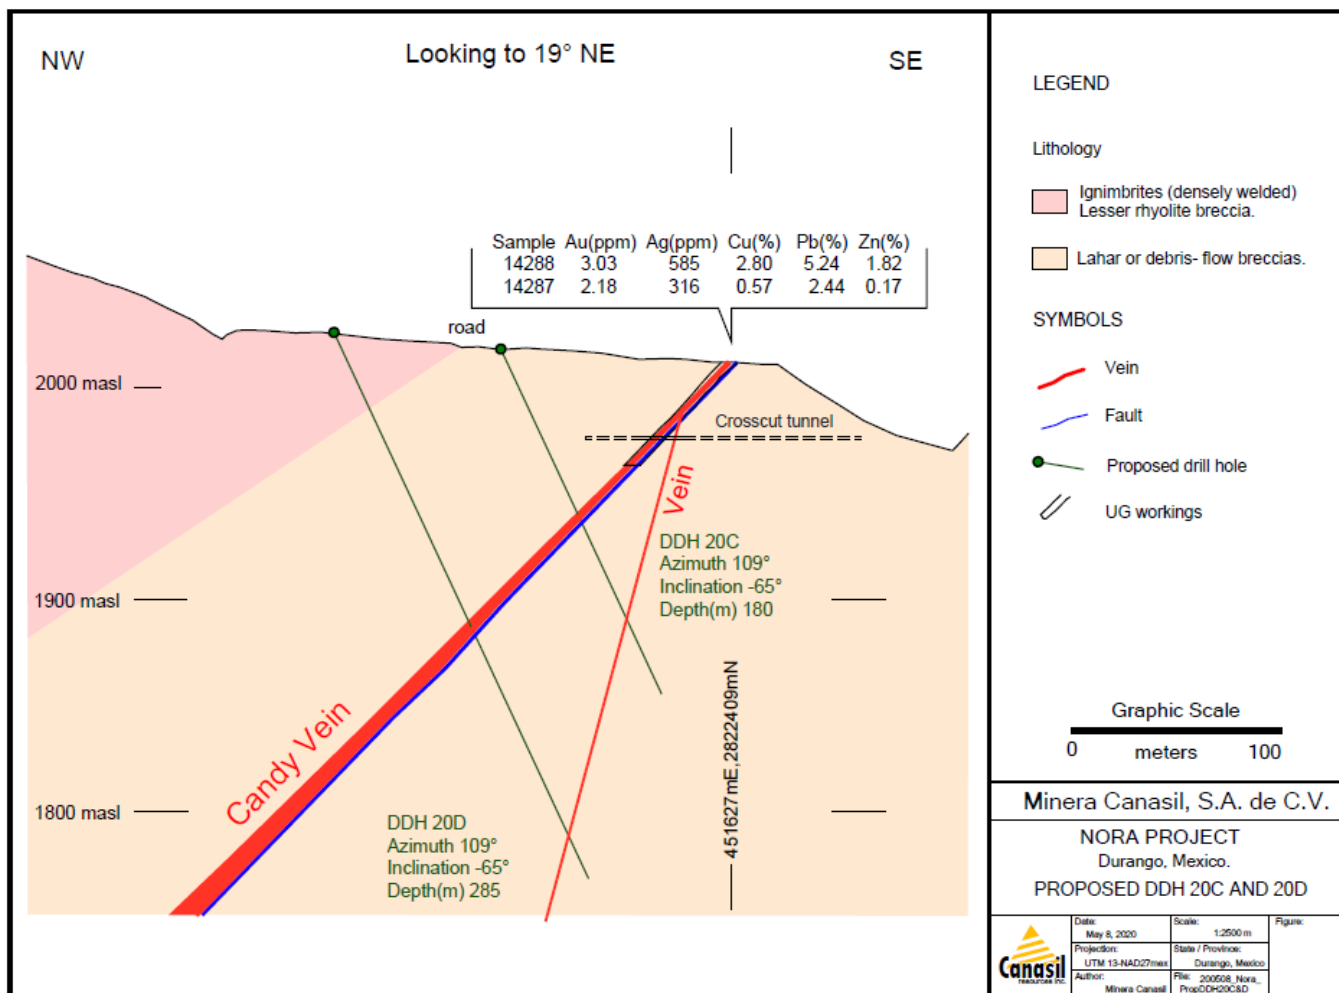 NW
Looking to 19° NE
SE
Sample Au(ppm) Ag(ppm) Cu(%) Pb(%) Zn(%)
14288 3.03 585 2.80 5.24 1.82
14287 2.18 316 0.57 2.44 0.17
road
2000 masl
Crosscut tunnel
Vein
DDH 20C
Azimuth 109°
Inclination -65°
Depth(m) 180
1900 masl
Candy Vein
451627mE,2822409mN
1800 masl
DDH 20D
Azimuth 109°
Inclination -65°
Depth(m) 285
LEGEND
Lithology
Ignimbrites (densely welded)
Lesser rhyolite breccia.
Lahar or debris- flow breccias.
SYMBOLS
Vein
Fault
Proposed drill hole
UG workings
Graphic Scale
0 meters 100
Minera Canasil, S.A. de C.V.
NORA PROJECT
Durango, Mexico.
PROPOSED DDH 20C AND 20D
Canasil
resources inc.
Date:
May 8, 2020
Scale:
1:2500 m
Figure:
Projection:
UTM 13-NAD27mex
State / Province:
Durango, Mexico
Author:
Minera Canasil
File: 200508_Nora_
PropDDH20C&D